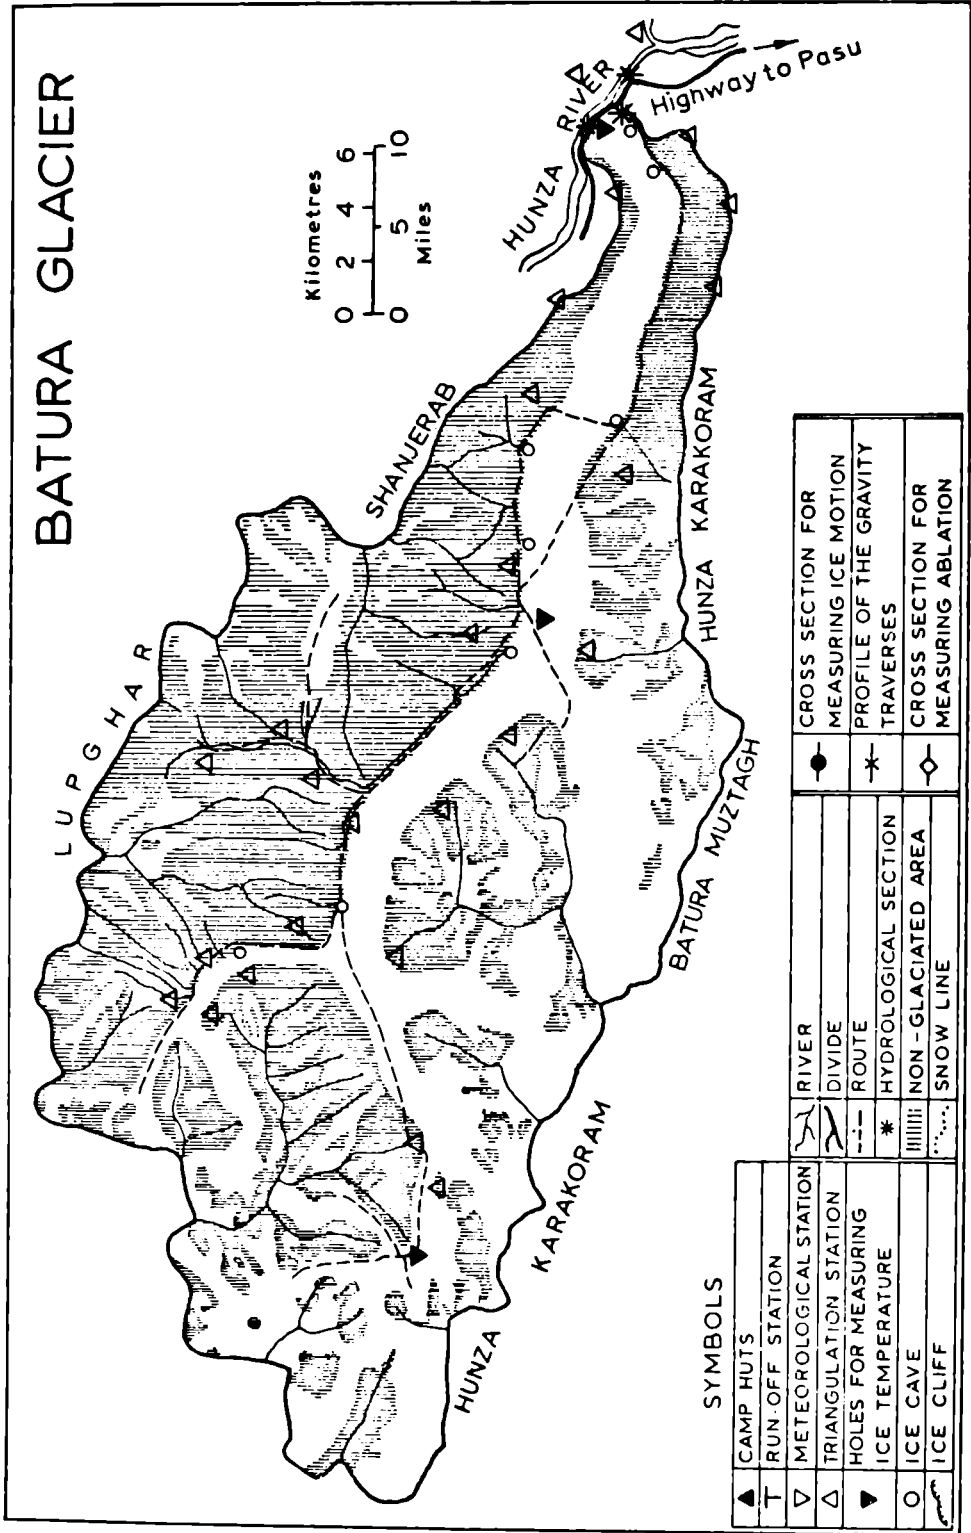 BATURA GLACIER
Kilometres
0 2 4 6
0 5 10
Miles
HUNZA RIVER
Highway to Pasu
LUPGHAR
SHANJERAB
HUNZA KARAKORAM
BATURA MUZTAGH
HUNZA KARAKORAM
SYMBOLS
CAMP HUTS
RUN-OFF STATION
METEOROLOGICAL STATION
TRIANGULATION STATION
HOLES FOR MEASURING
ICE TEMPERATURE
ICE CAVE
ICE CLIFF
RIVER
DIVIDE
ROUTE
HYDROLOGICAL SECTION
NON-GLACIATED AREA
SNOW LINE
CROSS SECTION FOR
MEASURING ICE MOTION
PROFILE OF THE GRAVITY
TRAVERSES
CROSS SECTION FOR
MEASURING ABLATION